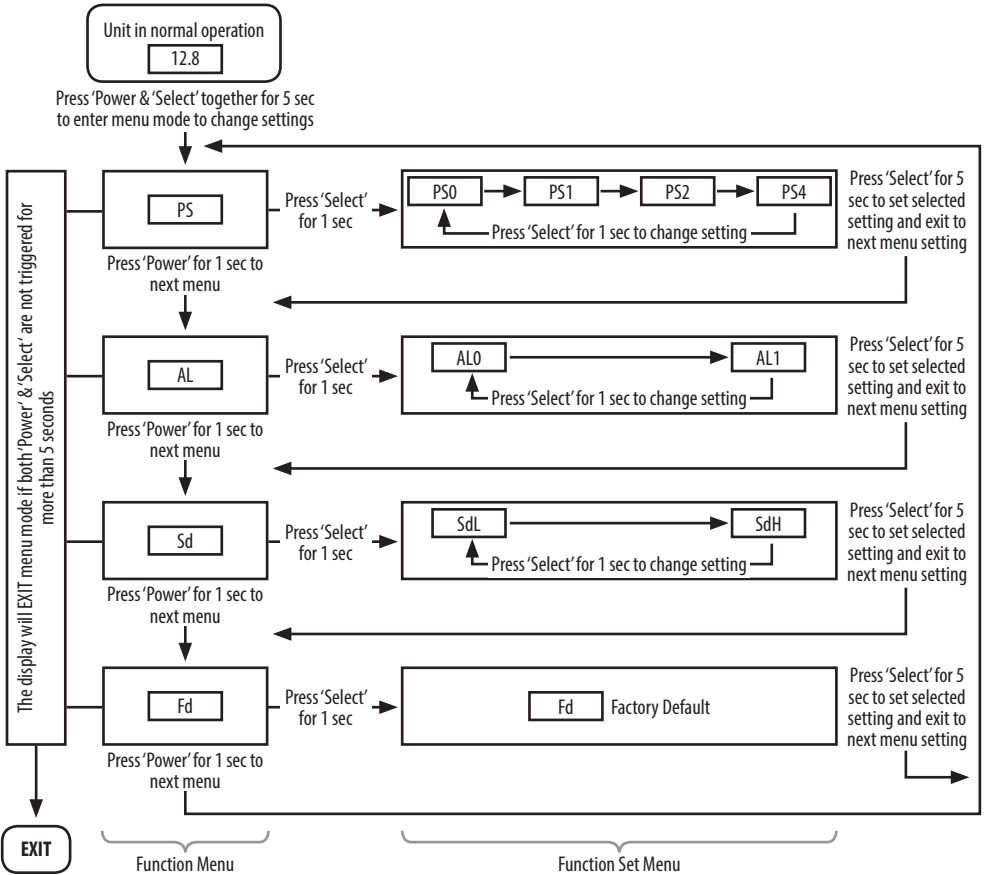 Unit in normal operation
12.8
Press 'Power & 'Select' together for 5 sec
to enter menu mode to change settings
The display will EXIT menu mode if both 'Power' & 'Select' are not triggered for
more than 5 seconds
PS
Press 'Select'
for 1 sec
PS0
PS1
PS2
PS4
Press 'Select' for 1 sec to change setting
Press 'Select' for 5
sec to set selected
setting and exit to
next menu setting
Press 'Power' for 1 sec to
next menu
AL
Press 'Select'
for 1 sec
AL0
AL1
Press 'Select' for 1 sec to change setting
Press 'Select' for 5
sec to set selected
setting and exit to
next menu setting
Press 'Power' for 1 sec to
next menu
Sd
Press 'Select'
for 1 sec
SdL
SdH
Press 'Select' for 1 sec to change setting
Press 'Select' for 5
sec to set selected
setting and exit to
next menu setting
Press 'Power' for 1 sec to
next menu
Fd
Press 'Select'
for 1 sec
Fd
Factory Default
Press 'Select' for 5
sec to set selected
setting and exit to
next menu setting
Press 'Power' for 1 sec to
next menu
EXIT
Function Menu
Function Set Menu